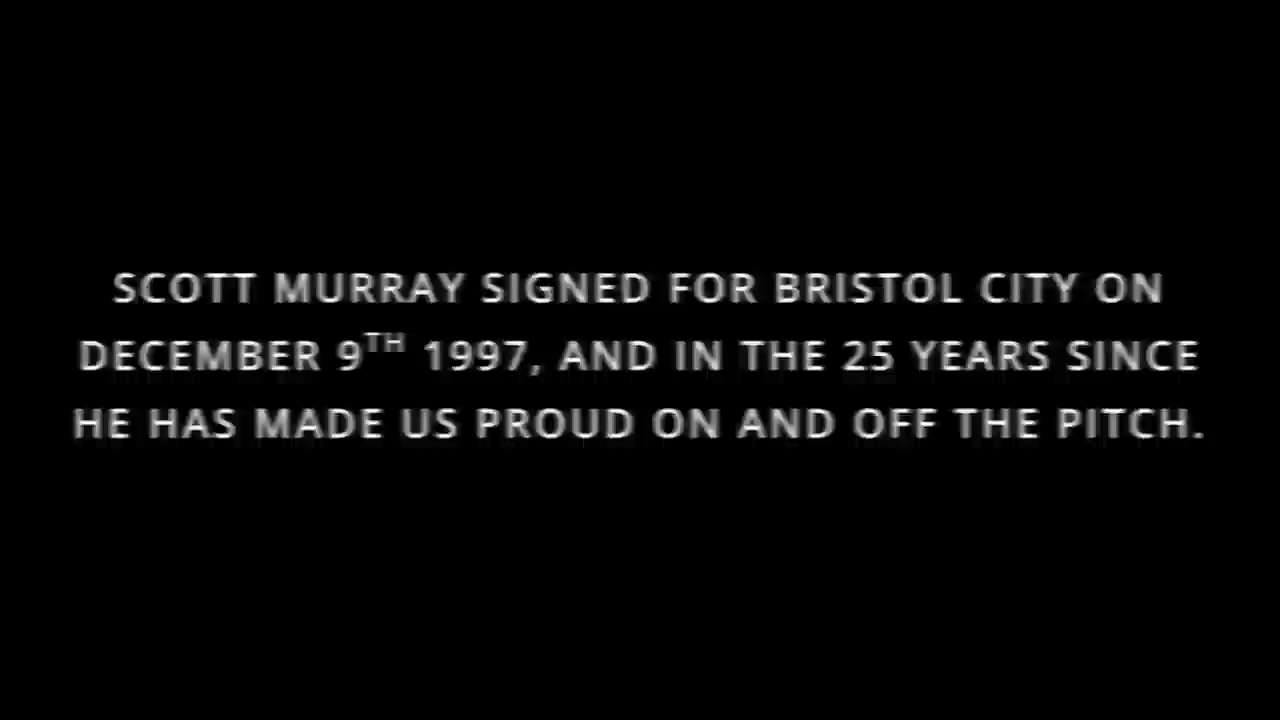 SCOTT MURRAY SIGNED FOR BRISTOL CITY ON
DECEMBER 9TH 1997, AND IN THE 25 YEARS SINCE
HE HAS MADE US PROUD ON AND OFF THE PITCH.